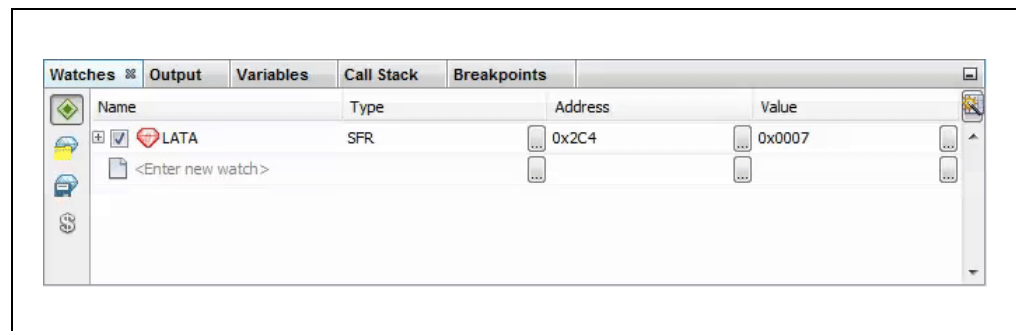 Watches Output Variables Call Stack Breakpoints
Name Type Address Value
LATA SFR ... 0x2C4 ... 0x0007 ...
<Enter new watch> ... ... ...